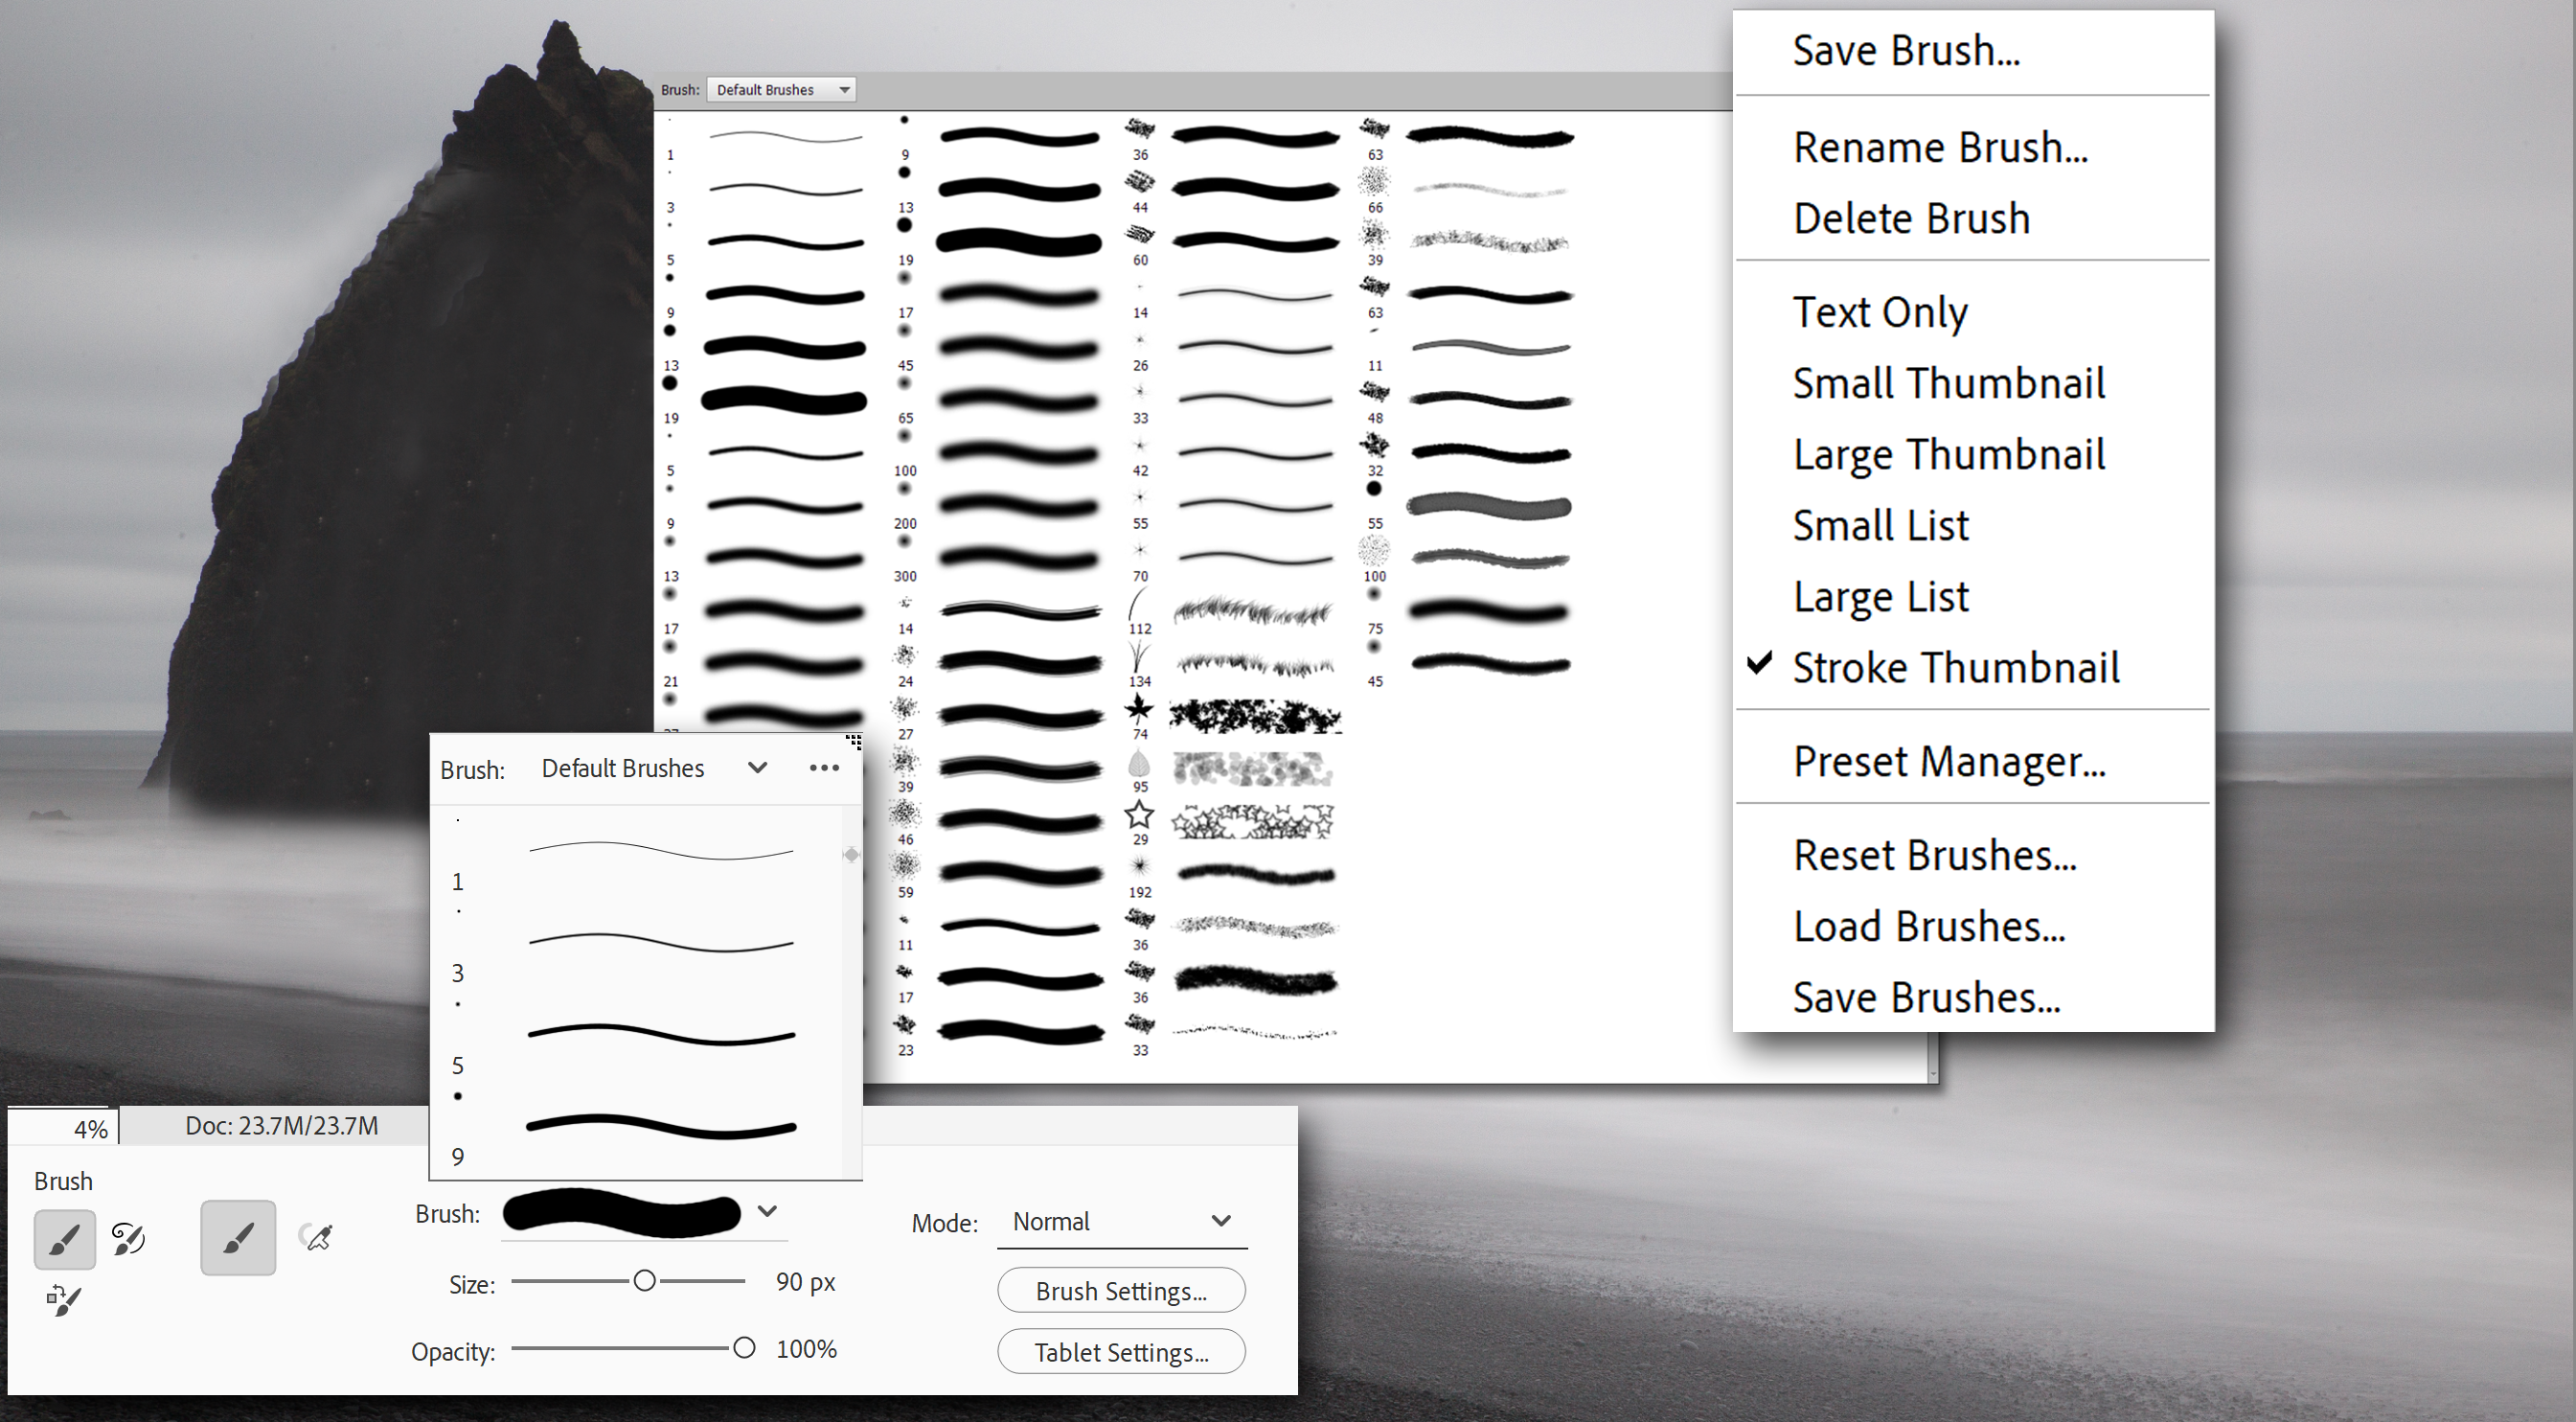 Brush: Default Brushes
1 9 36 63
3 13 44 66
5 19 60 39
9 17 14 63
13 45 26 11
19 65 33 48
5 100 42 32
9 200 55 55
13 300 70 100
17 14 112 75
21 24 134 45
27 74
39 95
46 29
59 192
11 36
17 36
23 33
Save Brush...
Rename Brush...
Delete Brush
Text Only
Small Thumbnail
Large Thumbnail
Small List
Large List
Stroke Thumbnail
Preset Manager...
Reset Brushes...
Load Brushes...
Save Brushes...
Brush: Default Brushes
1
3
5
9
4% Doc: 23.7M/23.7M
Brush
Brush:
Size: 90 px
Opacity: 100%
Mode: Normal
Brush Settings...
Tablet Settings...